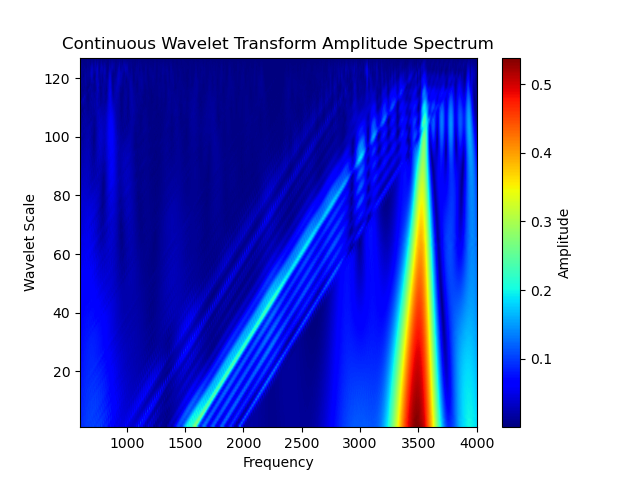 Continuous Wavelet Transform Amplitude Spectrum
120
100
80
60
40
20
Wavelet Scale
1000 1500 2000 2500 3000 3500 4000
Frequency
0.5
0.4
0.3
0.2
0.1
Amplitude